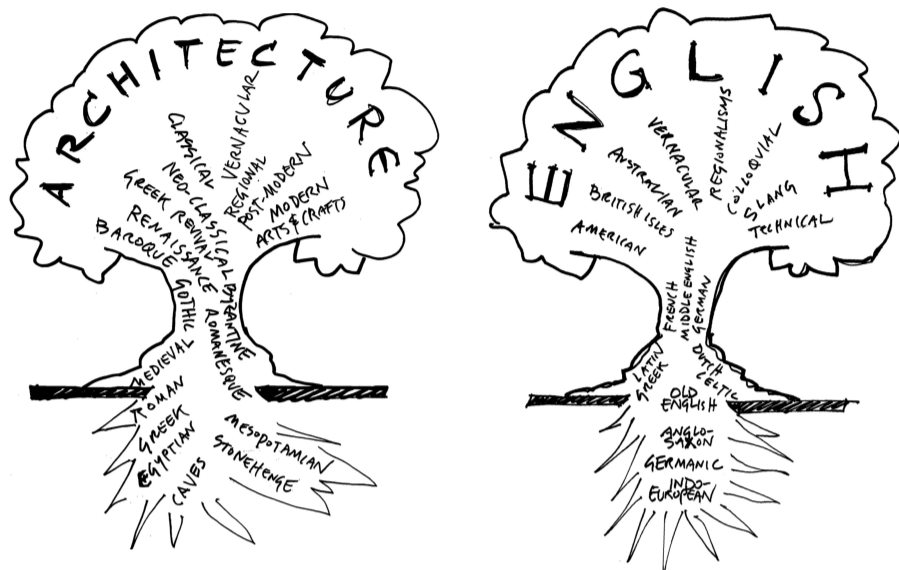 ARCHITECTURE
CLASSICAL
VERNACULAR
NEO-CLASSICAL
REGIONAL
GREEK REVIVAL
POST-MODERN
RENAISSANCE
MODERN
BAROQUE
ARTS & CRAFTS
GOTHIC
BYZANTINE
ROMANESQUE
MEDIEVAL
ROMAN
GREEK
EGYPTIAN
CAVES
MESOPOTAMIAN
STONEHENGE
ENGLISH
AMERICAN
BRITISH ISLES
AUSTRALIAN
VERNACULAR
REGIONALISMS
COLLOQUIAL
SLANG
TECHNICAL
FRENCH
MIDDLE ENGLISH
GERMAN
LATIN
GREEK
DUTCH
CELTIC
OLD
ENGLISH
ANGLO-
SAXON
GERMANIC
INDO-
EUROPEAN